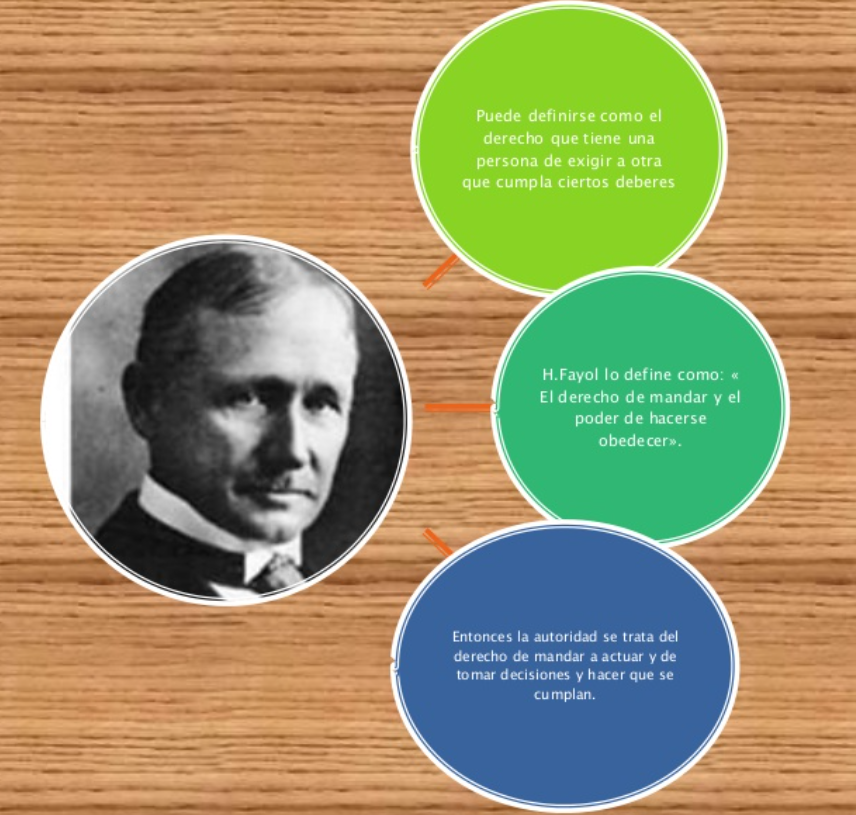 Puede definirse como el
derecho que tiene una
persona de exigir a otra
que cumpla ciertos deberes
H.Fayol lo define como: «
El derecho de mandar y el
poder de hacerse
obedecer».
Entonces la autoridad se trata del
derecho de mandar a actuar y de
tomar decisiones y hacer que se
cumplan.